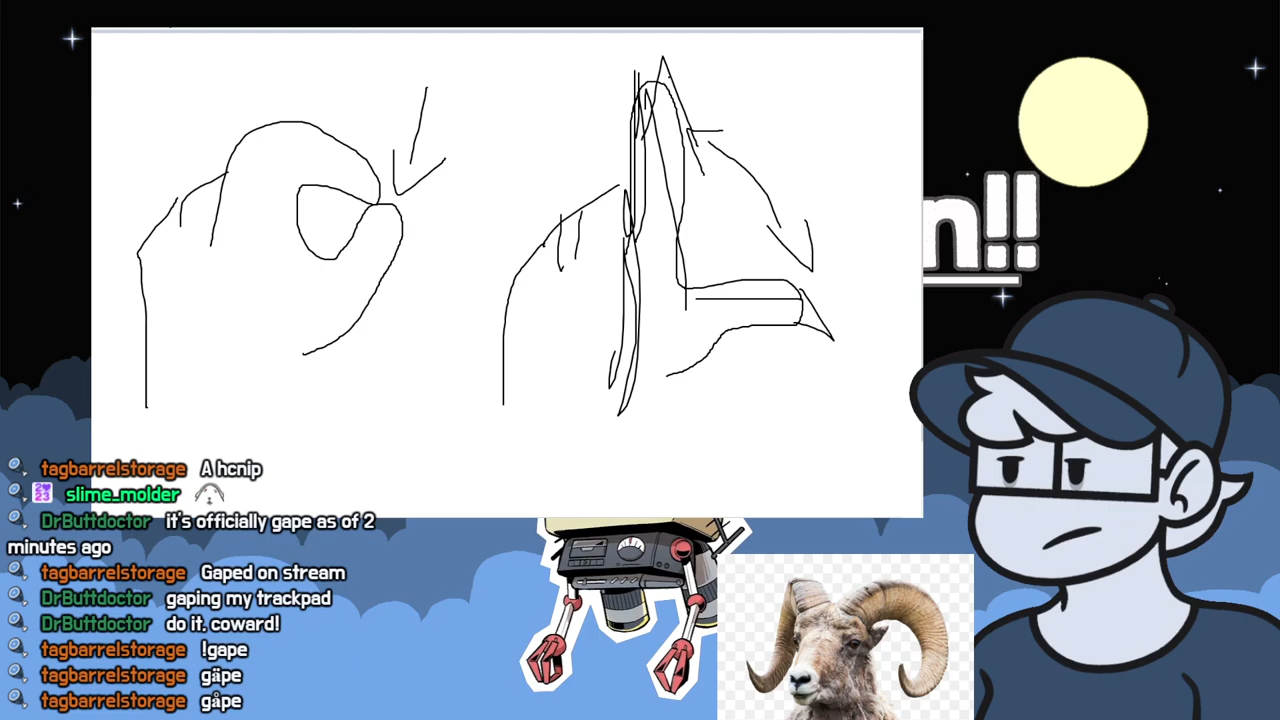 n!!
tagbarrelstorage A hcnip
slime_molder
DrButtdoctor it's officially gape as of 2
minutes ago
tagbarrelstorage Gaped on stream
DrButtdoctor gaping my trackpad
DrButtdoctor do it, coward!
tagbarrelstorage !gape
tagbarrelstorage gäpe
tagbarrelstorage gåpe